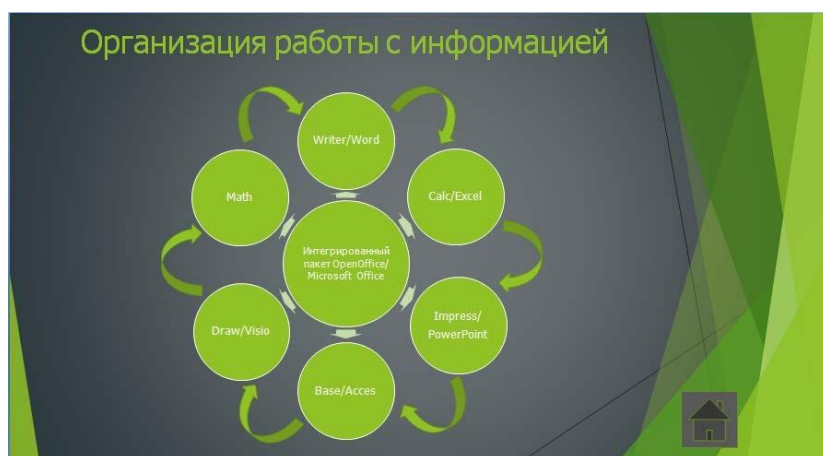 Организация работы с информацией
Writer/Word
Calc/Excel
Impress/
PowerPoint
Base/Acces
Draw/Visio
Math
Интегрированный
пакет OpenOffice/
Microsoft Office